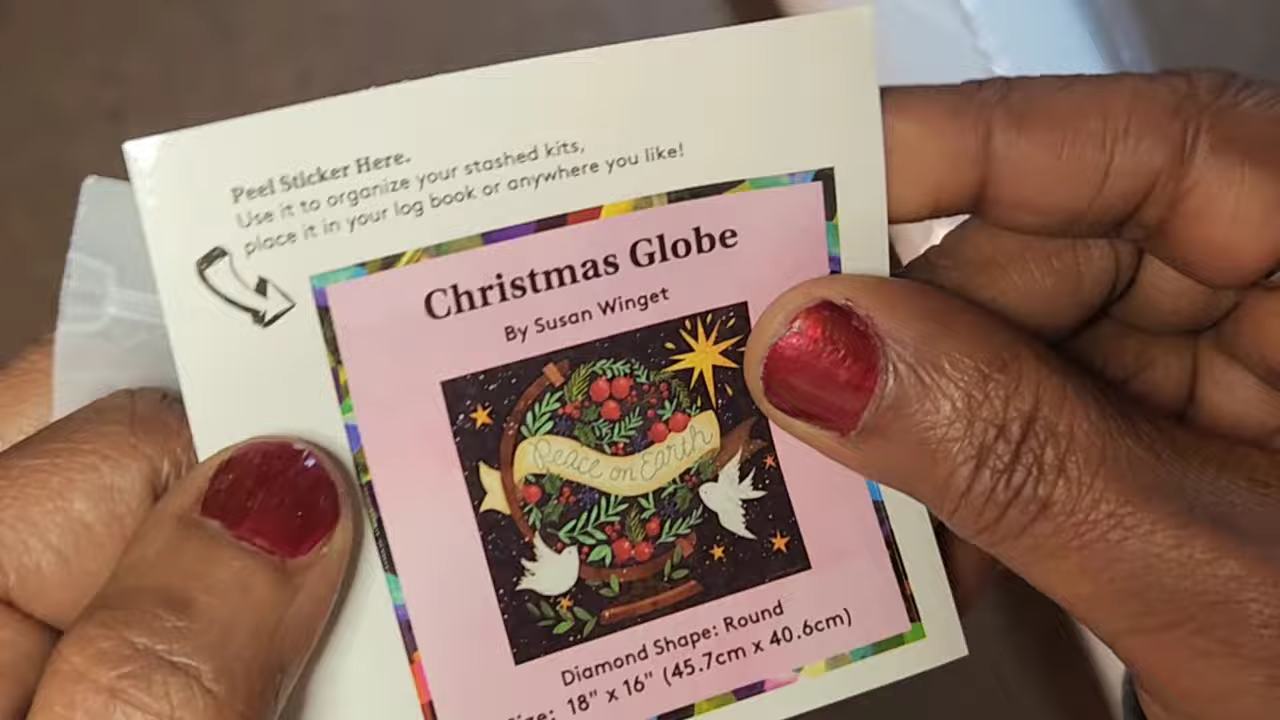 Peel Sticker Here.
Use it to organize your stashed kits,
place it in your log book or anywhere you like!
Christmas Globe
By Susan Winget
Peace on Earth
Diamond Shape: Round
Size: 18" x 16" (45.7cm x 40.6cm)